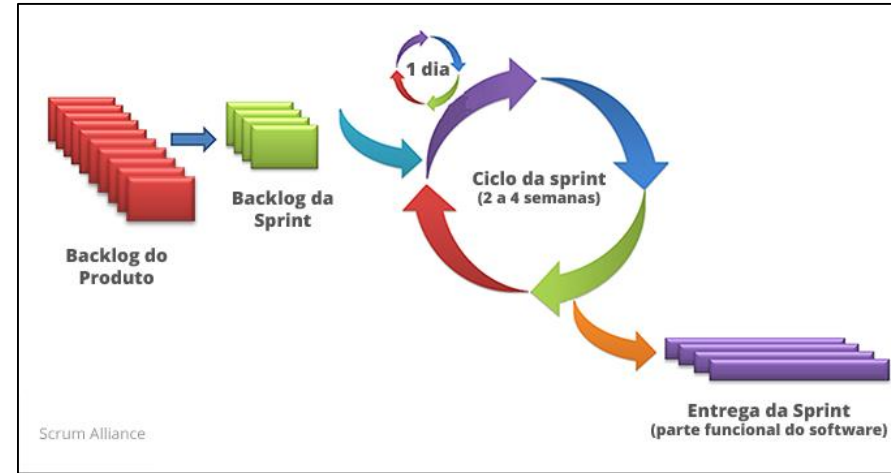 1 dia
Backlog do
Produto
Backlog da
Sprint
Ciclo da sprint
(2 a 4 semanas)
Entrega da Sprint
(parte funcional do software)
Scrum Alliance